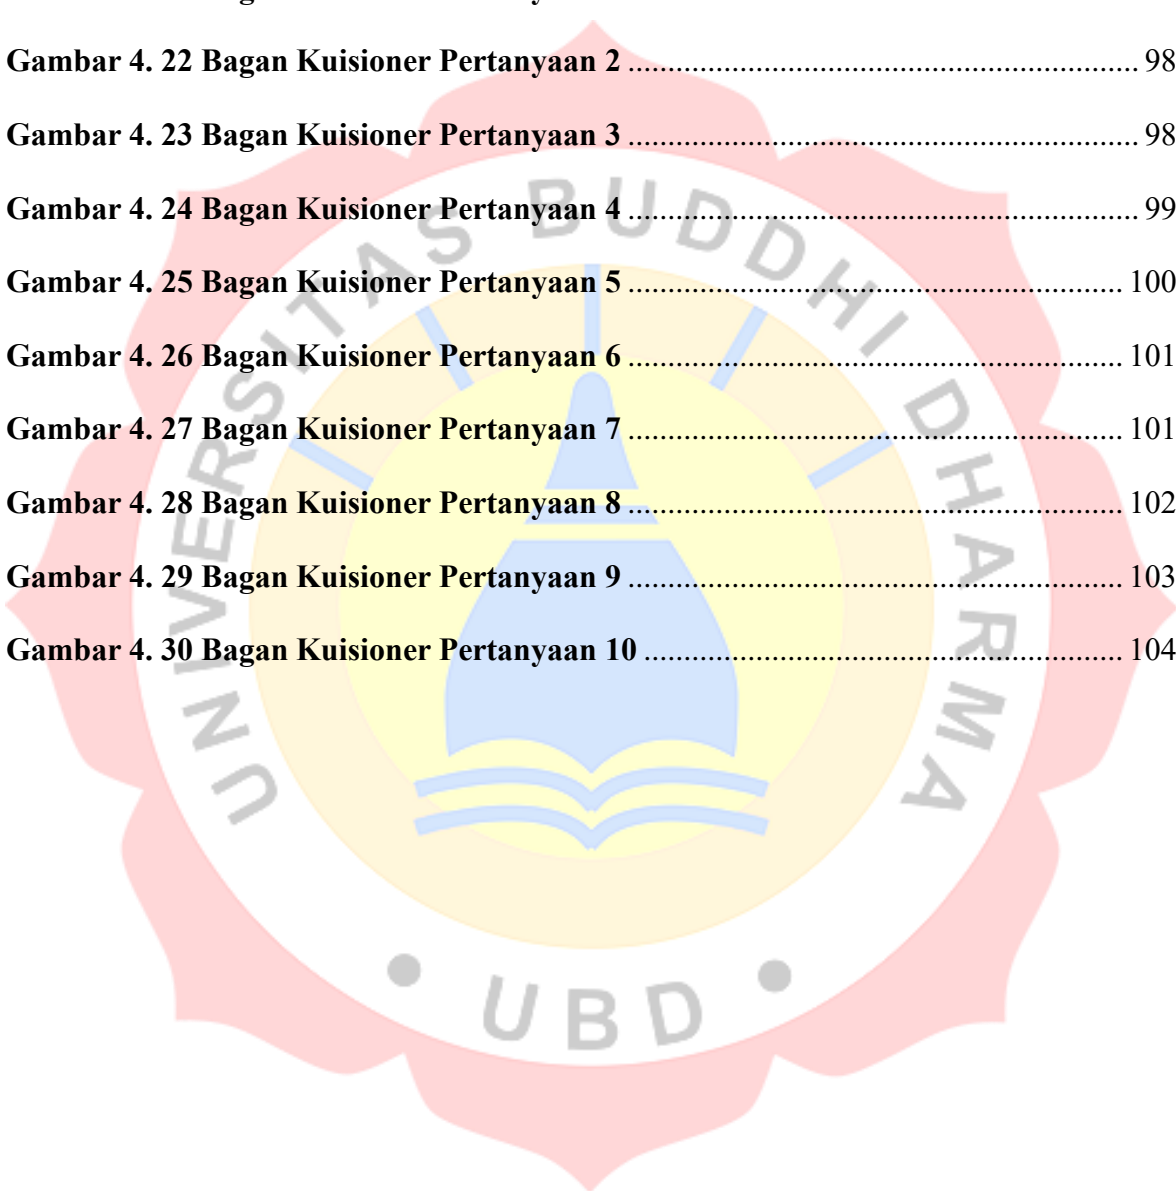 Gambar 4. 22 Bagan Kuisioner Pertanyaan 2 ........................................................................ 98
Gambar 4. 23 Bagan Kuisioner Pertanyaan 3 ........................................................................ 98
Gambar 4. 24 Bagan Kuisioner Pertanyaan 4 ........................................................................ 99
Gambar 4. 25 Bagan Kuisioner Pertanyaan 5 ...................................................................... 100
Gambar 4. 26 Bagan Kuisioner Pertanyaan 6 ...................................................................... 101
Gambar 4. 27 Bagan Kuisioner Pertanyaan 7 ...................................................................... 101
Gambar 4. 28 Bagan Kuisioner Pertanyaan 8 ...................................................................... 102
Gambar 4. 29 Bagan Kuisioner Pertanyaan 9 ...................................................................... 103
Gambar 4. 30 Bagan Kuisioner Pertanyaan 10 .................................................................... 104
UNIVERSITAS BUDDHI DHARMA
• UBD •